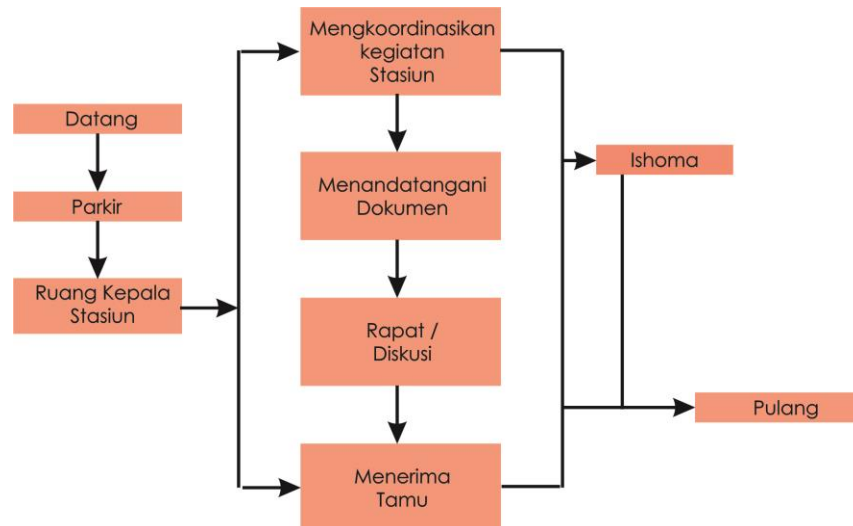 Datang
Parkir
Ruang Kepala
Stasiun
Mengkoordinasikan
kegiatan
Stasiun
Menandatangani
Dokumen
Rapat /
Diskusi
Menerima
Tamu
Ishoma
Pulang